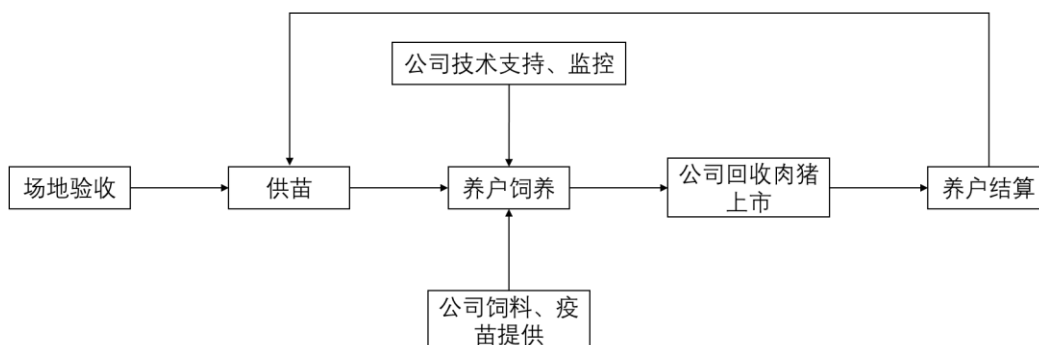 公司技术支持、监控
场地验收
供苗
养户饲养
公司回收肉猪
上市
养户结算
公司饲料、疫
苗提供